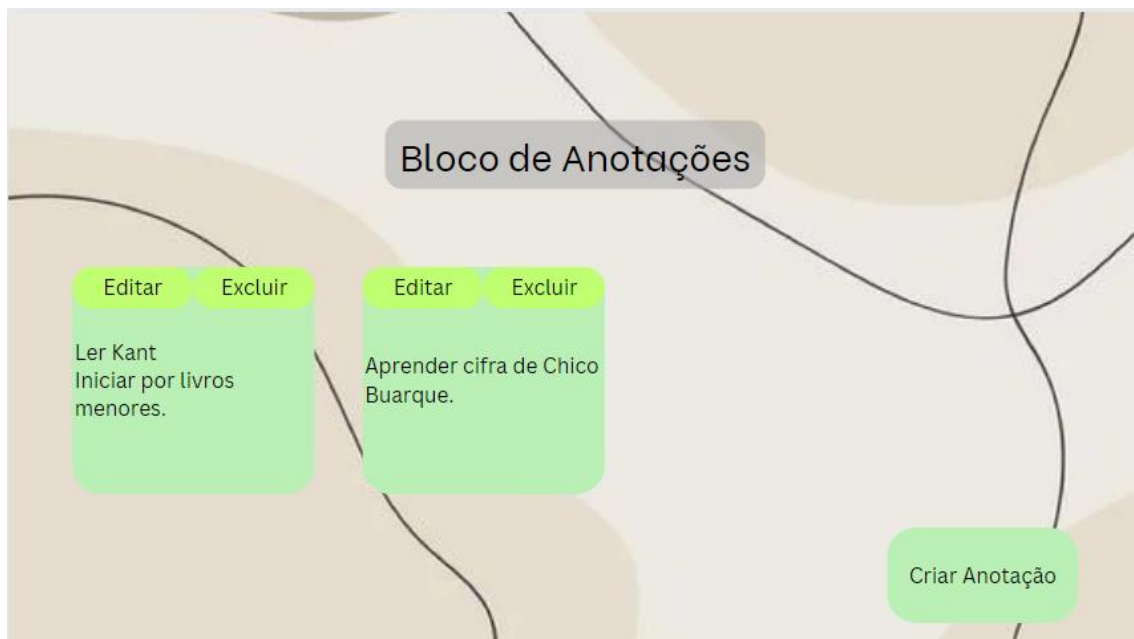 Bloco de Anotações
Editar
Excluir
Ler Kant
Iniciar por livros
menores.
Editar
Excluir
Aprender cifra de Chico
Buarque.
Criar Anotação